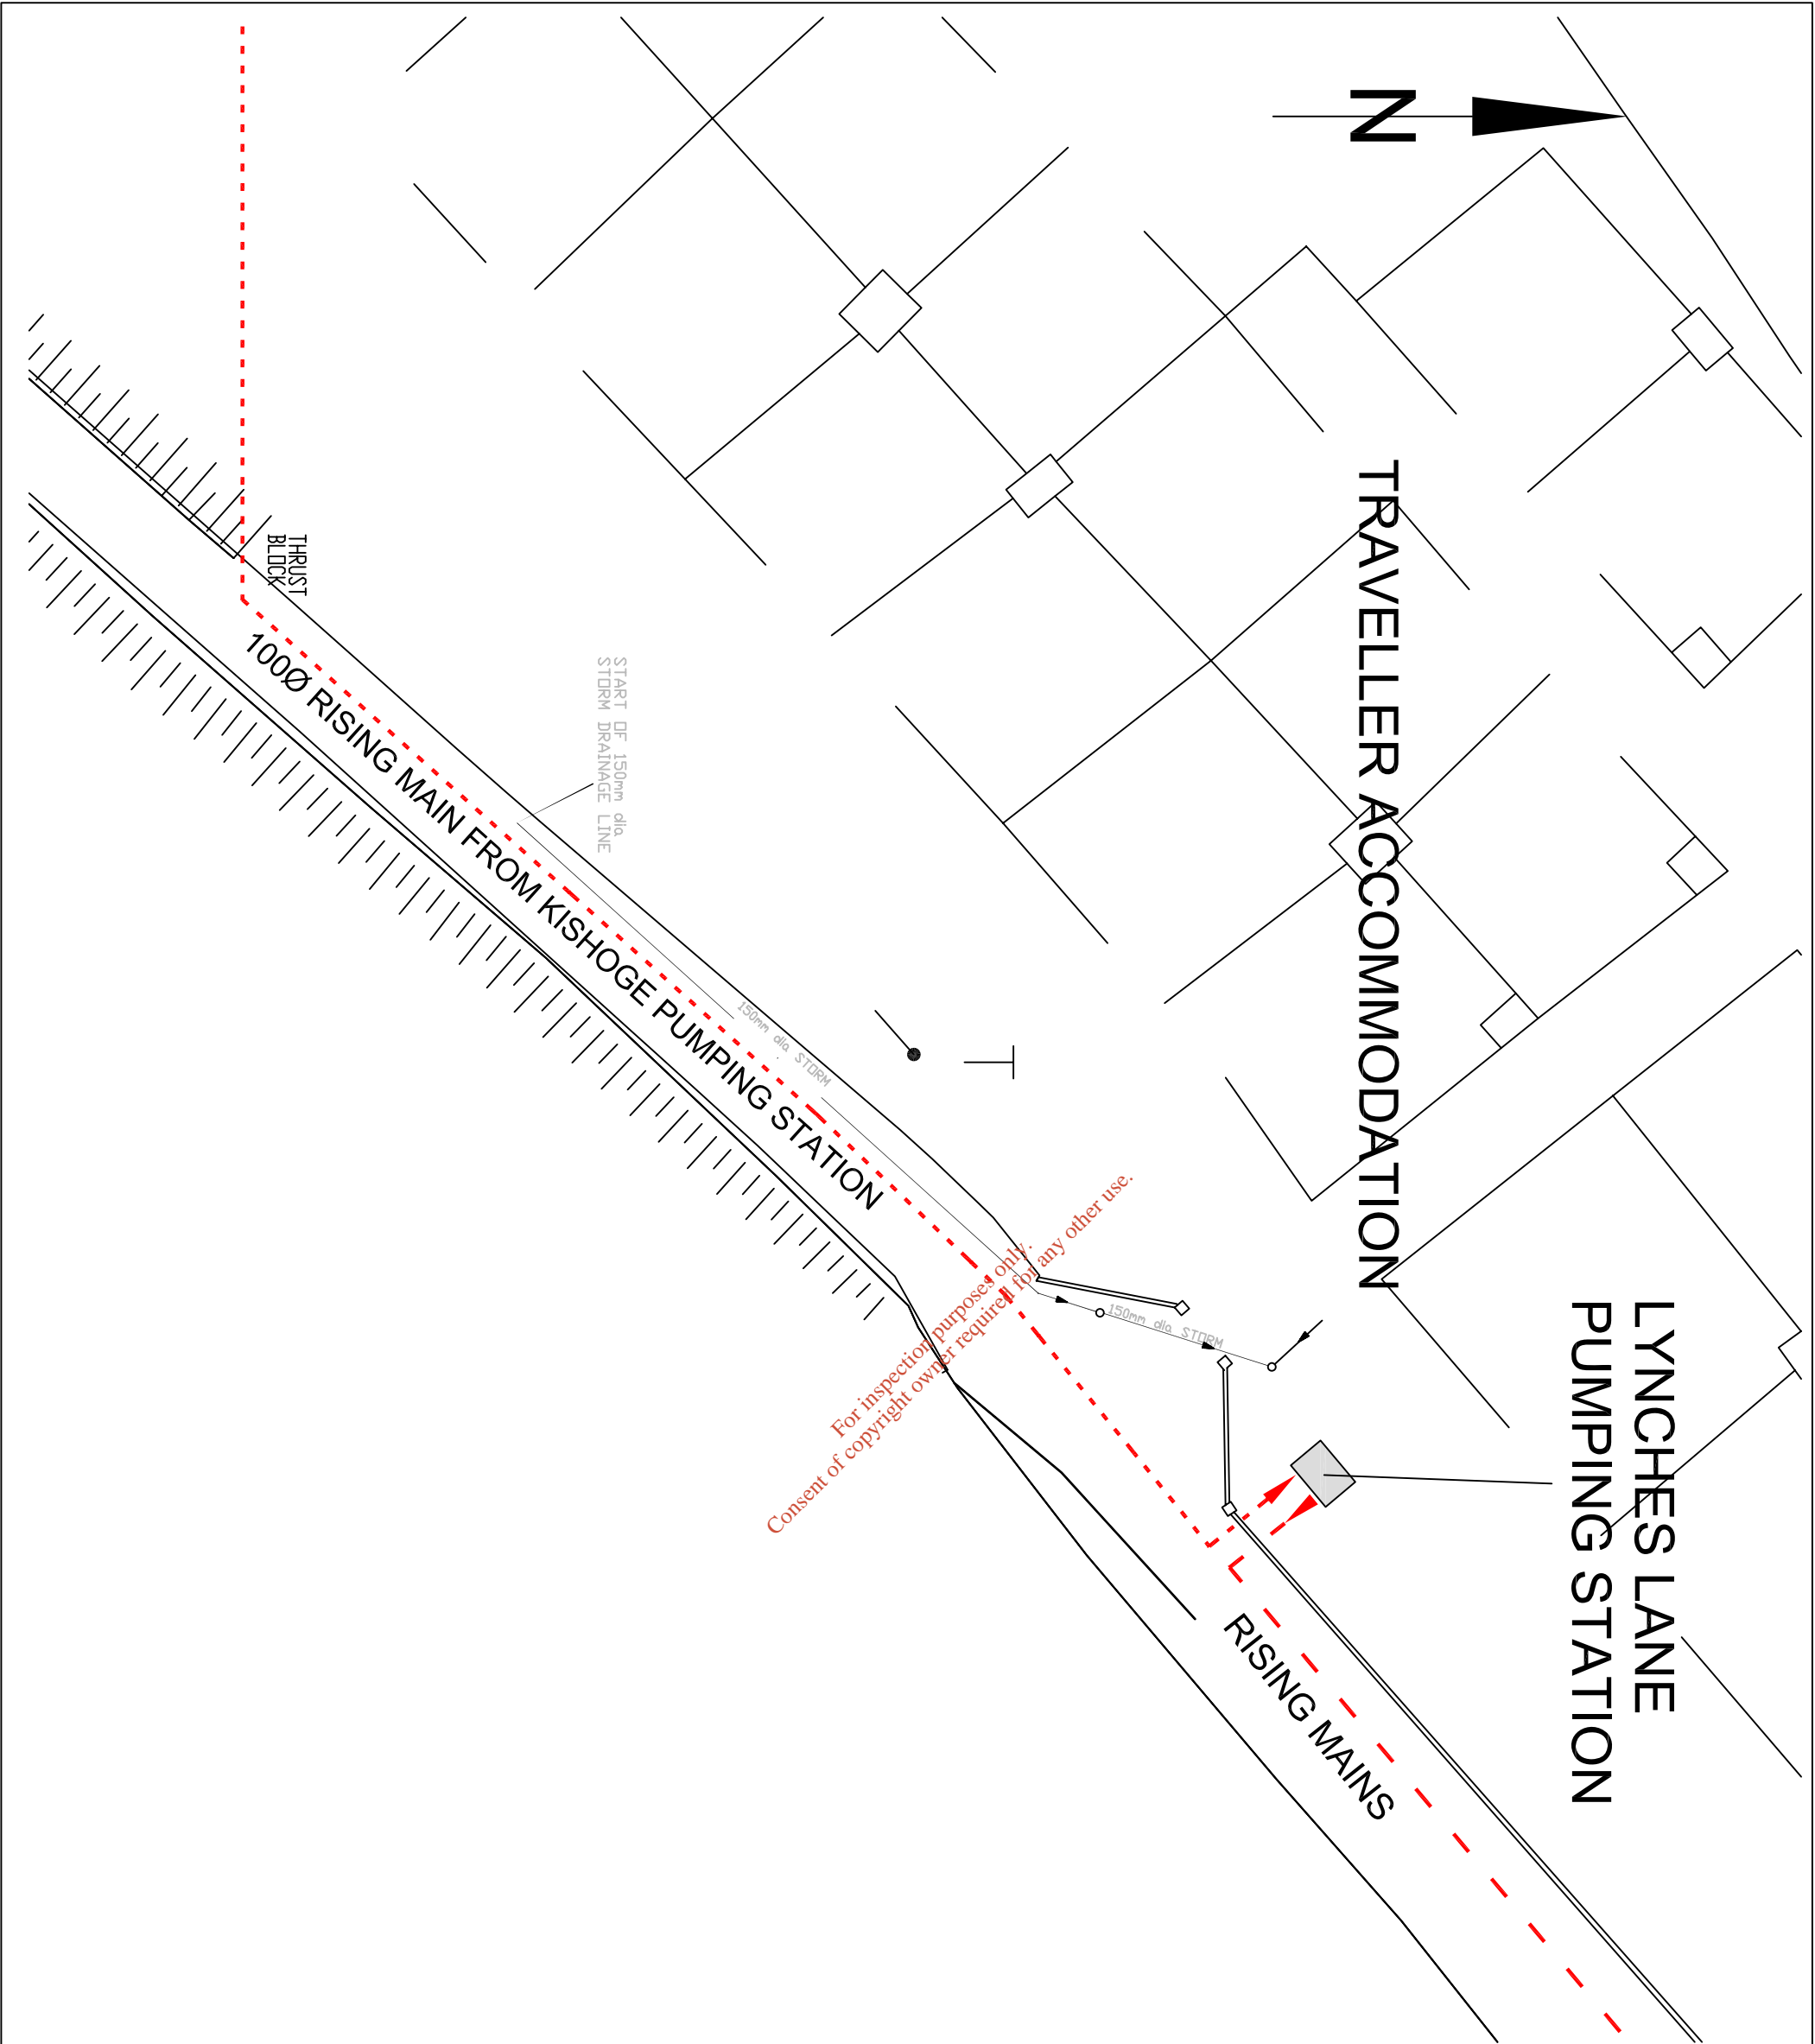 N
TRAVELLER ACCOMMODATION
LYNCHES LANE
PUMPING STATION
THRUST
BLOCK
START OF 150mm dia
STORM DRAINAGE LINE
100Ø RISING MAIN FROM KISHOGE PUMPING STATION
150mm dia STORM
150mm dia STORM
RISING MAINS
For inspection purposes only.
Consent of copyright owner required for any other use.